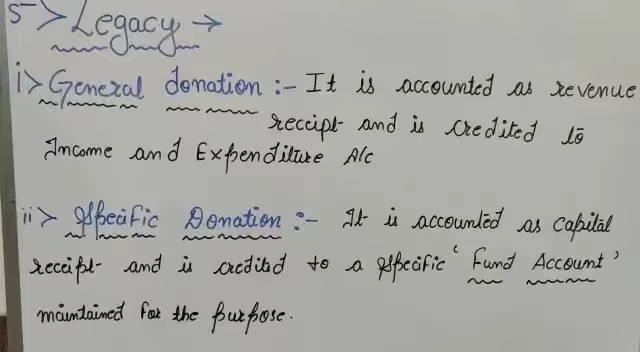 5 > Legacy →
i> General donation :- It is accounted as revenue
receipt and is credited to
Income and Expenditure A/c
ii> Specific Donation :- It is accounted as capital
receipt and is credited to a specific 'Fund Account'
maintained for the purpose.